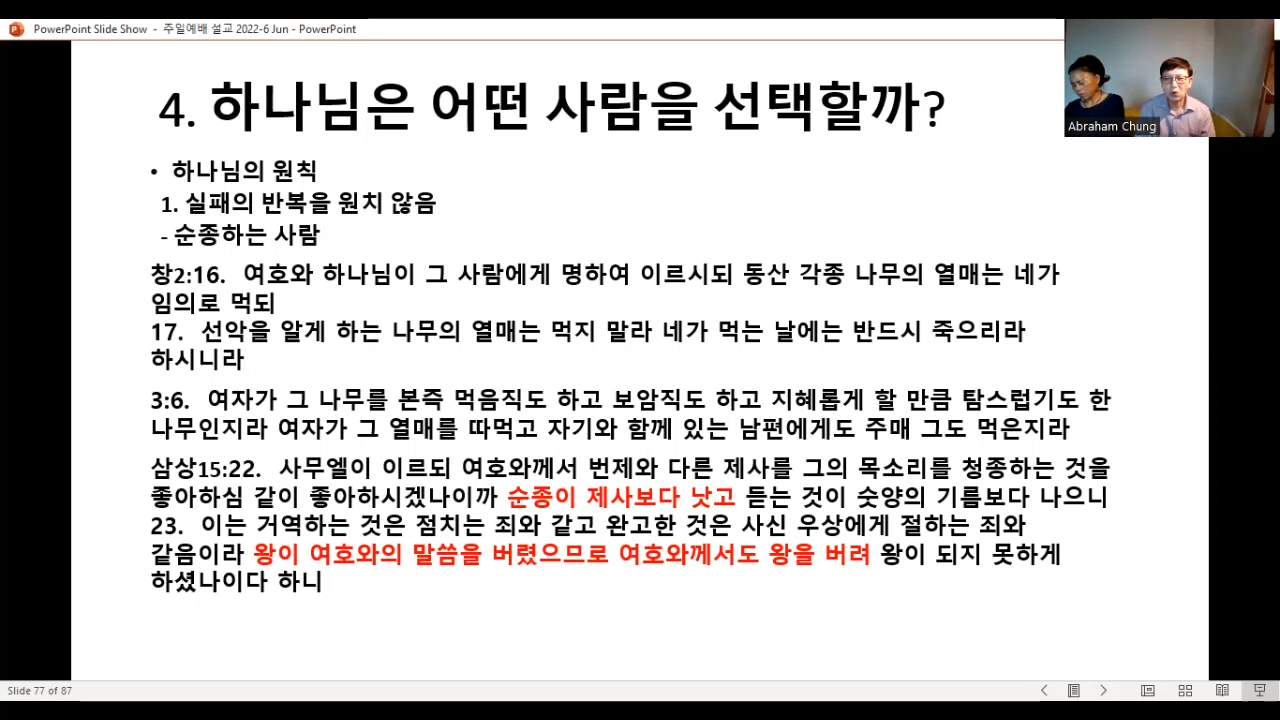 PowerPoint Slide Show - 주일예배 설교 2022-6 Jun - PowerPoint
Abraham Chung
4. 하나님은 어떤 사람을 선택할까?
• 하나님의 원칙
1. 실패의 반복을 원치 않음
- 순종하는 사람
창2:16. 여호와 하나님이 그 사람에게 명하여 이르시되 동산 각종 나무의 열매는 네가
임의로 먹되
17. 선악을 알게 하는 나무의 열매는 먹지 말라 네가 먹는 날에는 반드시 죽으리라
하시니라
3:6. 여자가 그 나무를 본즉 먹음직도 하고 보암직도 하고 지혜롭게 할 만큼 탐스럽기도 한
나무인지라 여자가 그 열매를 따먹고 자기와 함께 있는 남편에게도 주매 그도 먹은지라
삼상15:22. 사무엘이 이르되 여호와께서 번제와 다른 제사를 그의 목소리를 청종하는 것을
좋아하심 같이 좋아하시겠나이까 순종이 제사보다 낫고 듣는 것이 숫양의 기름보다 나으니
23. 이는 거역하는 것은 점치는 죄와 같고 완고한 것은 사신 우상에게 절하는 죄와
같음이라 왕이 여호와의 말씀을 버렸으므로 여호와께서도 왕을 버려 왕이 되지 못하게
하셨나이다 하니
Slide 77 of 87